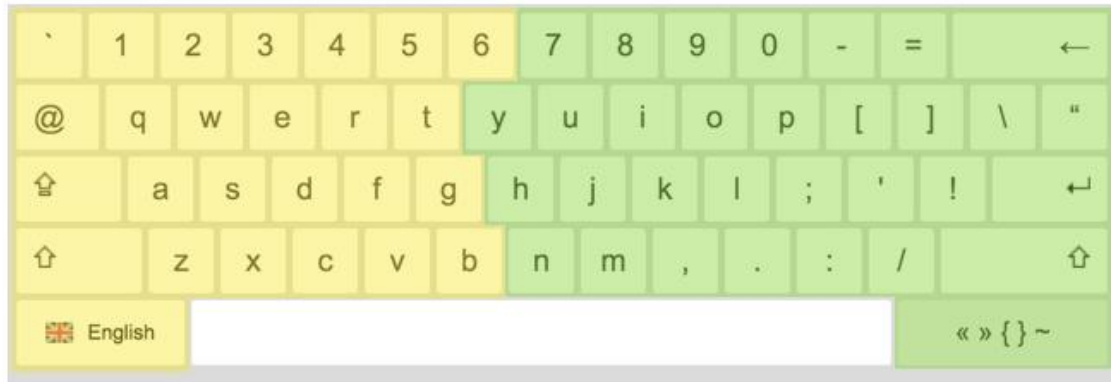 ` 1 2 3 4 5 6 7 8 9 0 - = ←
@ q w e r t y u i o p [ ] \ “
a s d f g h j k l ; ' ! ↵
⇧ z x c v b n m , . : / ⇧
English « » { } ~